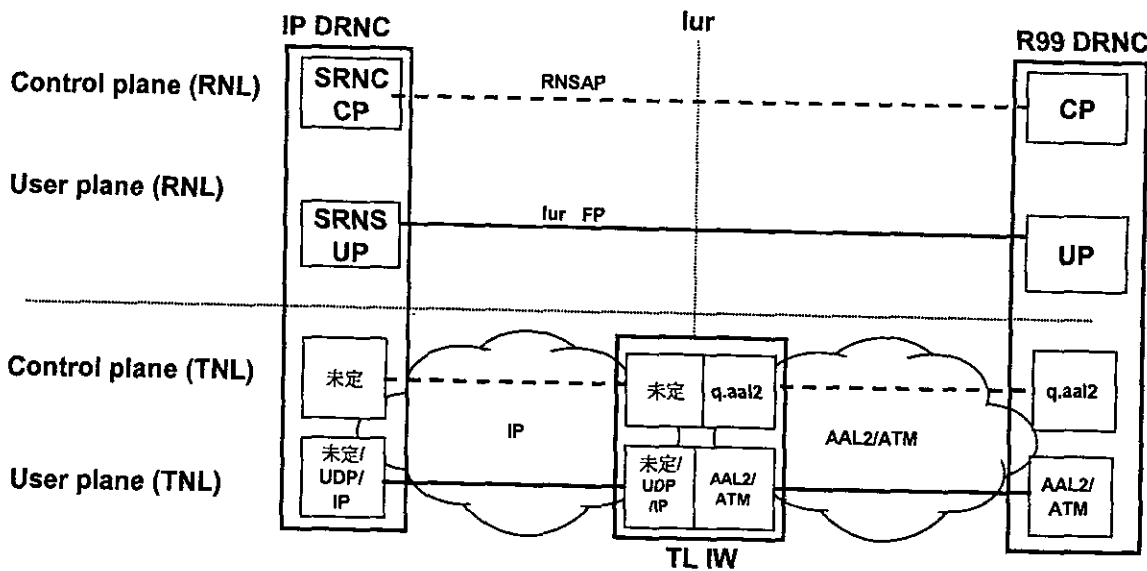 IP DRNC
Iur
R99 DRNC
Control plane (RNL)
SRNC
CP
RNSAP
CP
User plane (RNL)
SRNS
UP
Iur FP
UP
Control plane (TNL)
未定
未定
q.aal2
q.aal2
IP
AAL2/ATM
User plane (TNL)
未定/
UDP/
IP
未定/
UDP
/IP
AAL2/
ATM
AAL2/
ATM
TL IW